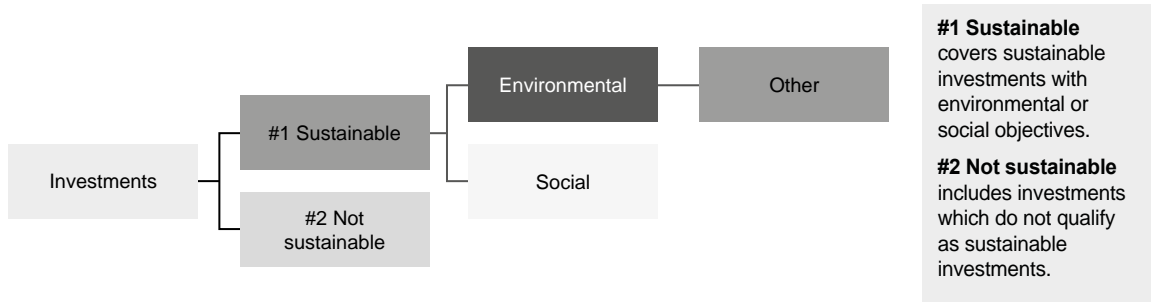 Investments
#1 Sustainable
#2 Not
sustainable
Environmental
Social
Other
#1 Sustainable
covers sustainable
investments with
environmental or
social objectives.
#2 Not sustainable
includes investments
which do not qualify
as sustainable
investments.